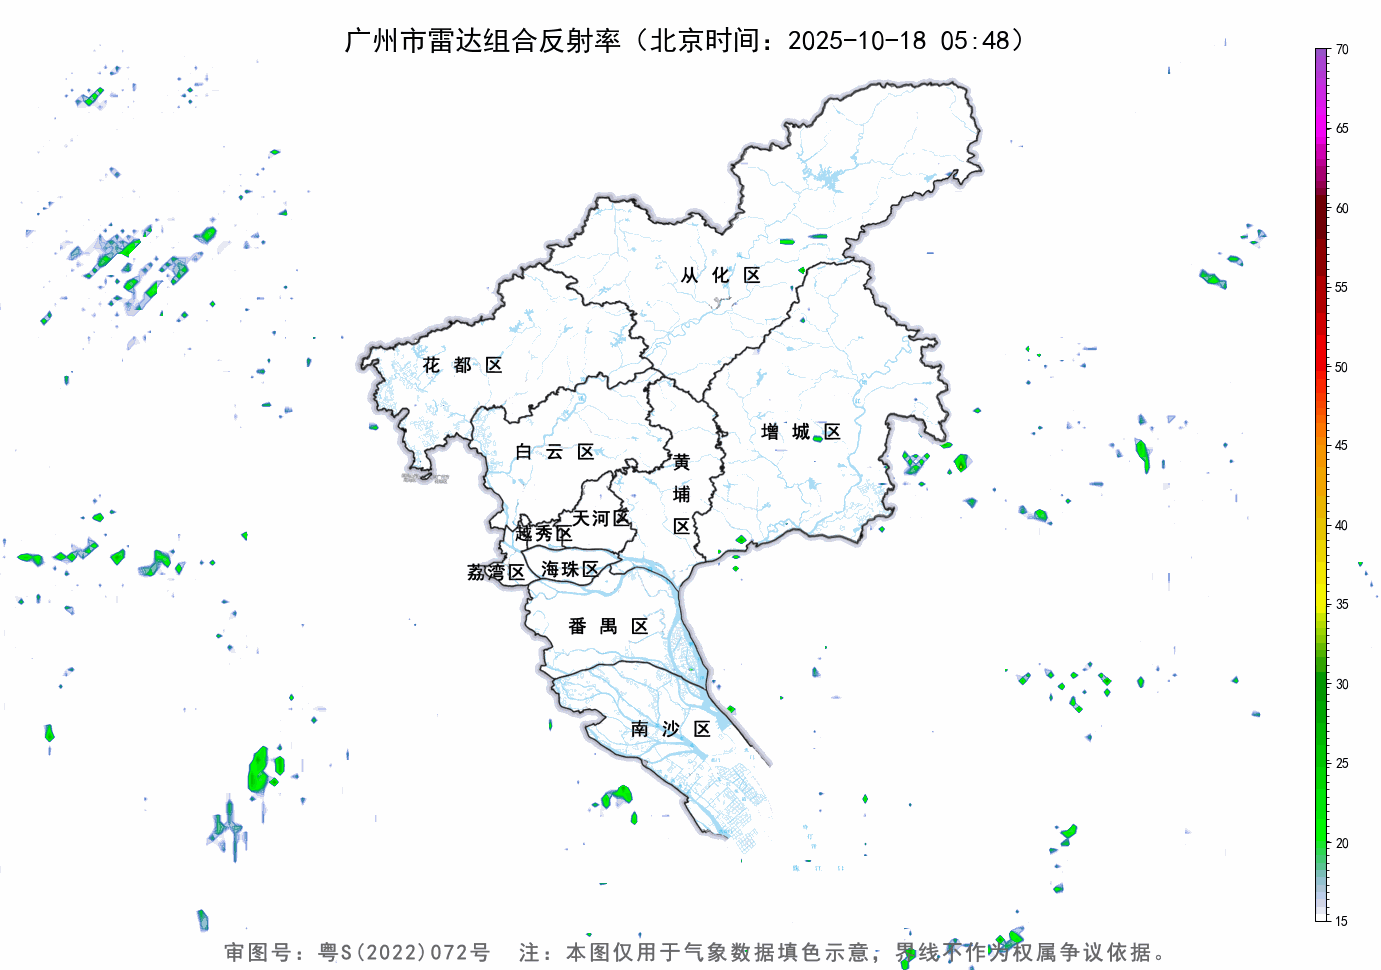 广州市雷达组合反射率（北京时间：2025-10-18 05:48）
70
65
60
55
50
45
40
35
30
25
20
15
从化区
花都区
增城区
白云区
黄埔区
天河区
越秀区
荔湾区
海珠区
番禺区
南沙区
审图号：粤S(2022)072号 注：本图仅用于气象数据填色示意，界线不作为权属争议依据。